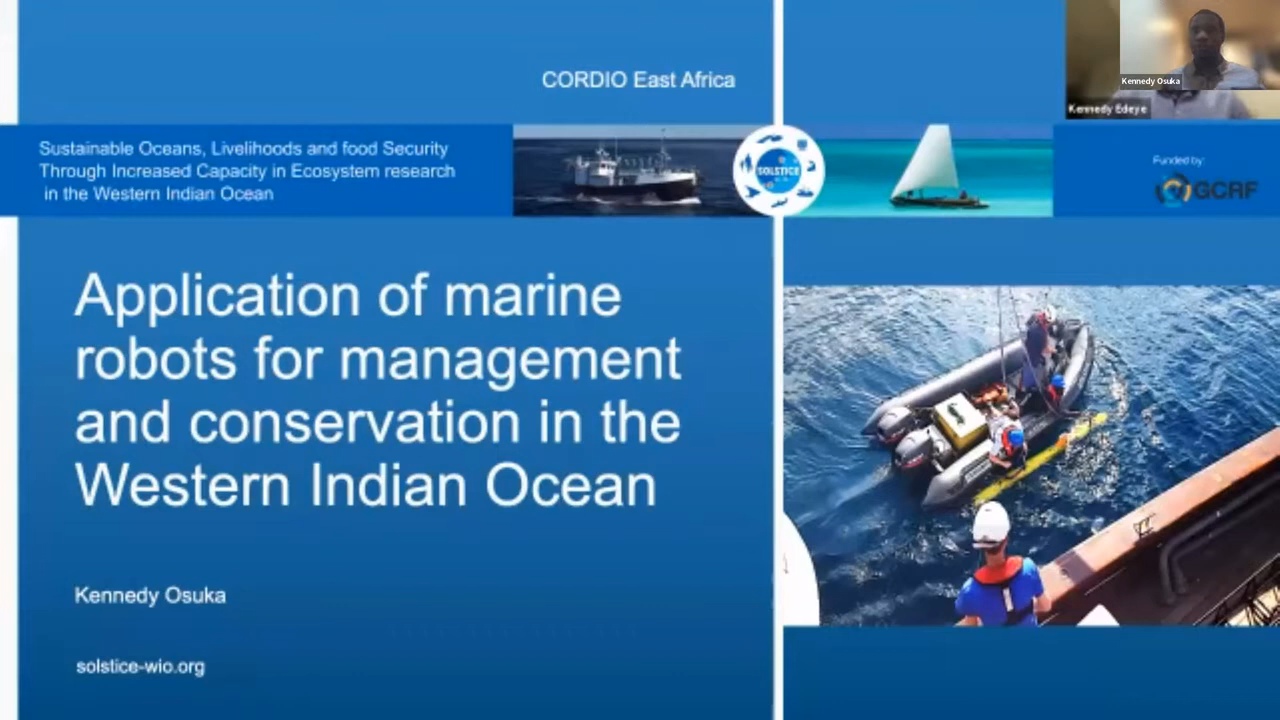 CORDIO East Africa
Kennedy Osuka
Kennedy Edeye
Sustainable Oceans, Livelihoods and food Security
Through Increased Capacity in Ecosystem research
in the Western Indian Ocean
SOLSTICE
Funded by:
GCRF
Application of marine
robots for management
and conservation in the
Western Indian Ocean
Kennedy Osuka
solstice-wio.org